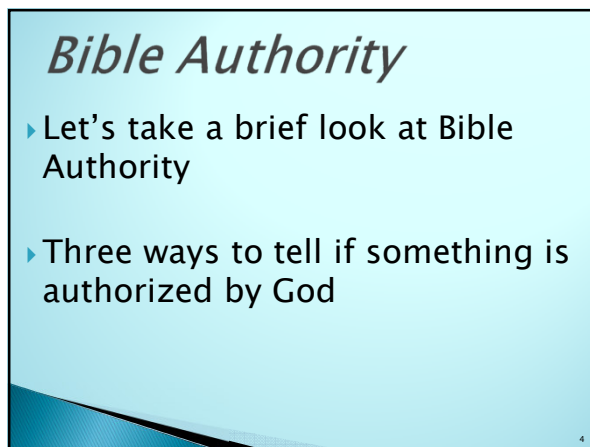 Bible Authority
Let’s take a brief look at Bible
Authority
Three ways to tell if something is
authorized by God
4